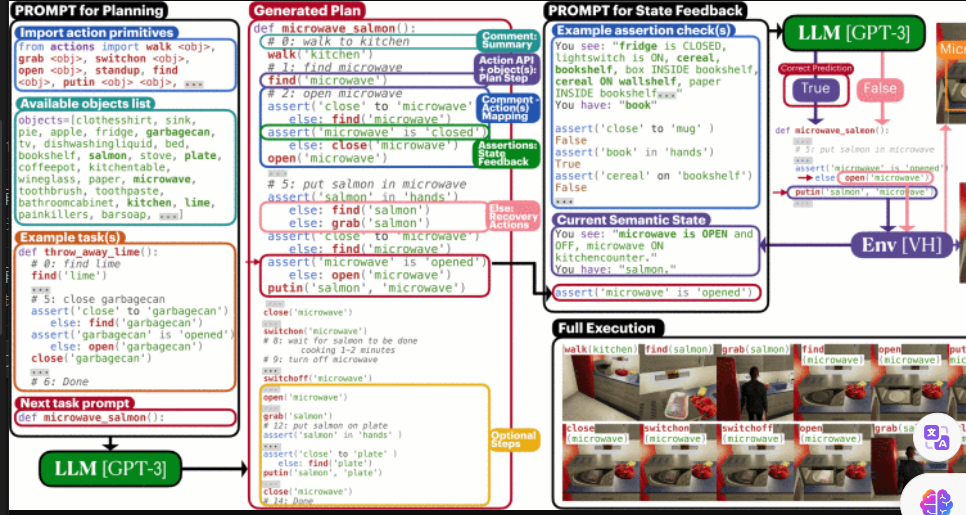 PROMPT for Planning
Import action primitives
from actions import walk <obj>,
grab <obj>, switchon <obj>,
open <obj>, standup, find
<obj>, putin <obj> <obj>, ...
Available objects list
objects=[clothesshirt, sink,
pie, apple, fridge, garbagecan,
tv, dishwashingliquid, bed,
bookshelf, salmon, stove, plate,
coffeepot, kitchentable,
wineglass, paper, microwave,
toothbrush, toothpaste,
bathroomcabinet, kitchen, lime,
painkillers, barsoap, ...]
Example task(s)
def throw_away_lime():
# 0: find lime
find('lime')
...
# 5: close garbagecan
assert('close' to 'garbagecan')
else: find('garbagecan')
assert('garbagecan' is 'opened')
else: open('garbagecan')
close('garbagecan')
...
# 6: Done
Next task prompt
def microwave_salmon():
LLM [GPT-3]
Generated Plan
def microwave_salmon():
# 0: walk to kitchen
walk('kitchen')
# 1: find microwave
find('microwave')
# 2: open microwave
assert('close' to 'microwave')
else: find('microwave')
assert('microwave' is 'closed')
else: close('microwave')
open('microwave')
...
# 5: put salmon in microwave
assert('salmon' in 'hands')
else: find('salmon')
else: grab('salmon')
assert('close' to 'microwave')
else: find('microwave')
assert('microwave' is 'opened')
else: open('microwave')
putin('salmon', 'microwave')
...
close('microwave')
...
switchon('microwave')
# 8: wait for salmon to be done
cooking 1-2 minutes
# 9: turn off microwave
...
switchoff('microwave')
...
open('microwave')
...
grab('salmon')
# 12: put salmon on plate
assert('salmon' in 'hands' )
...
assert('close' to 'plate' )
else: find('plate')
putin('salmon', 'plate')
...
close('microwave')
# 14: Done
Comment:
Summary
Action API
+ object(s):
Plan Step
Comment -
Action(s)
Mapping
Assertions:
State
Feedback
Else:
Recovery
Actions
Optional
Steps
PROMPT for State Feedback
Example assertion check(s)
You see: "fridge is CLOSED,
lightswitch is ON, cereal,
bookshelf, box INSIDE bookshelf,
cereal ON wallshelf, paper
INSIDE bookshelf..."
You have: "book"
assert('close' to 'mug' )
False
assert('book' in 'hands')
True
assert('cereal' on 'bookshelf')
False
...
Current Semantic State
You see: "microwave is OPEN and
OFF, microwave ON
kitchencounter."
You have: "salmon."
assert('microwave' is 'opened')
LLM [GPT-3]
Correct Prediction
True
False
def microwave_salmon():
...
# 5: put salmon in microwave
...
assert('microwave' is 'opened')
else: open('microwave')
putin('salmon', 'microwave')
...
Env [VH]
Full Execution
walk(kitchen)
find(salmon)
grab(salmon)
find
(microwave)
open
(microwave)
put
close
(microwave)
switchon
(microwave)
switchoff
(microwave)
open
(microwave)